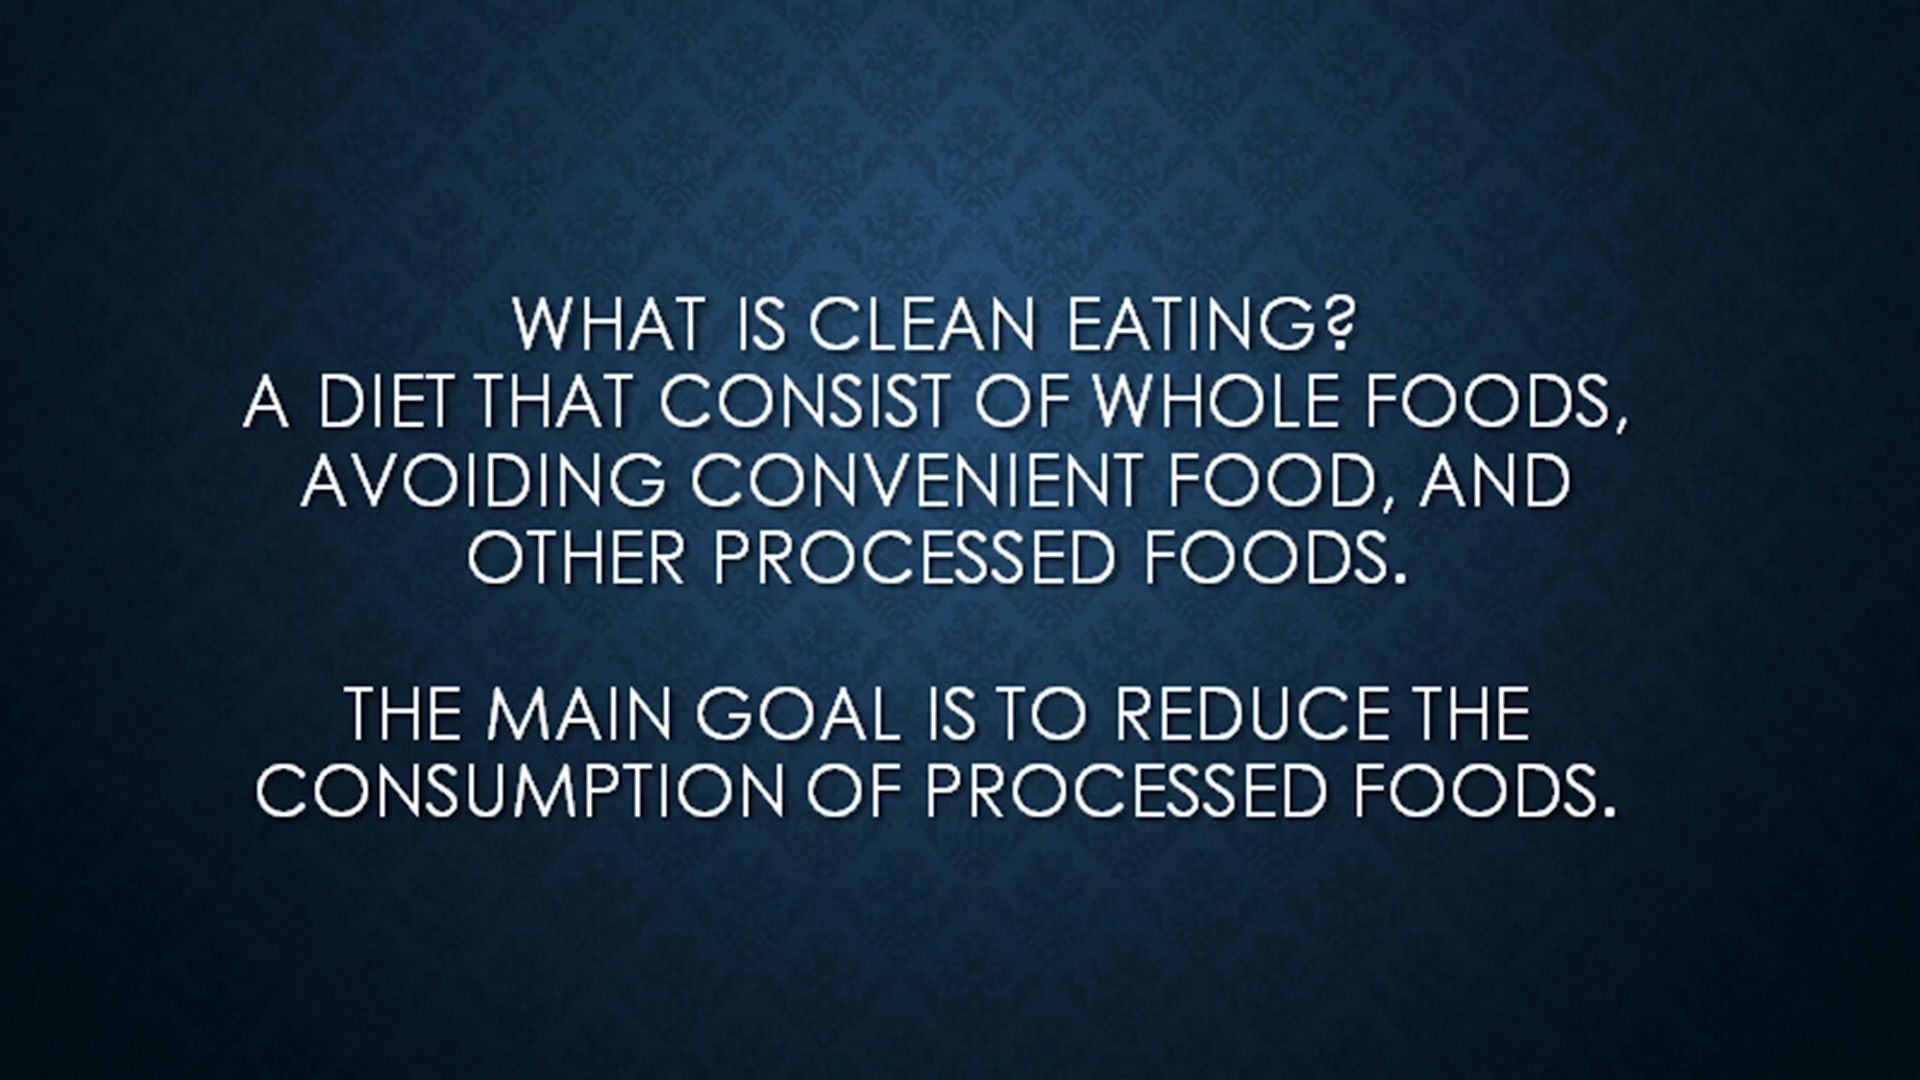 WHAT IS CLEAN EATING?
A DIET THAT CONSIST OF WHOLE FOODS,
AVOIDING CONVENIENT FOOD, AND
OTHER PROCESSED FOODS.
THE MAIN GOAL IS TO REDUCE THE
CONSUMPTION OF PROCESSED FOODS.